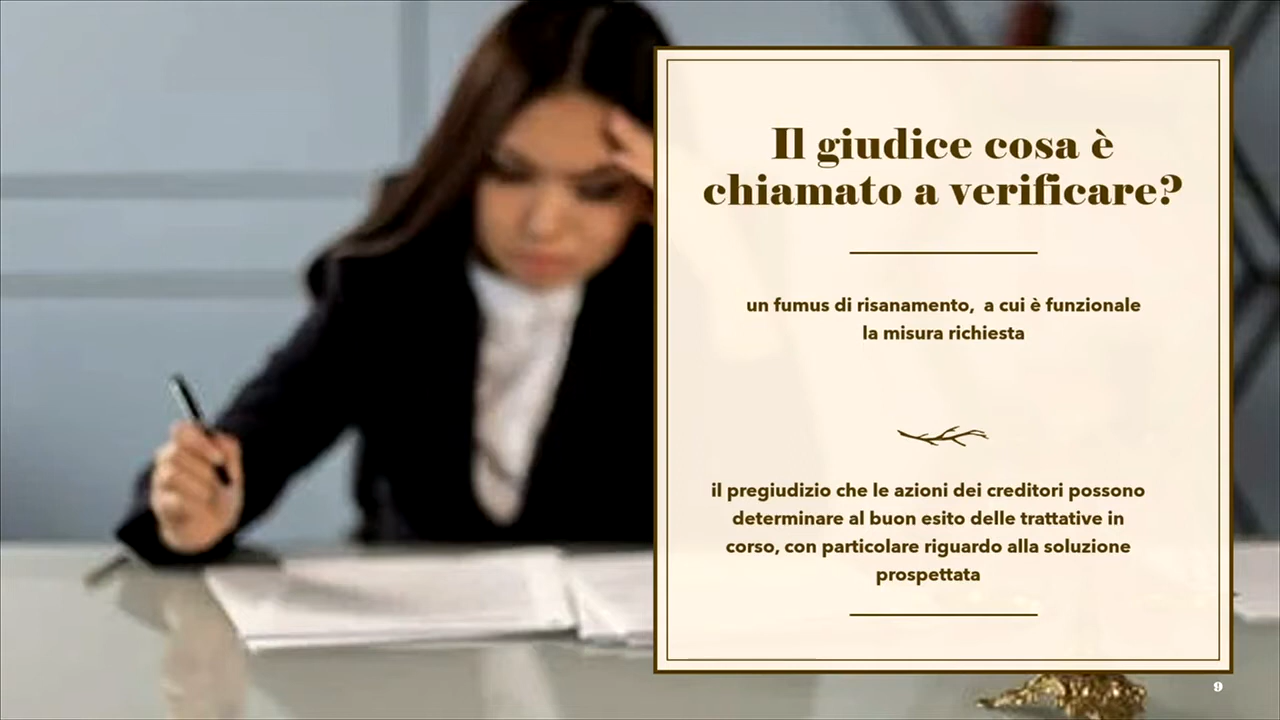 Il giudice cosa è
chiamato a verificare?
un fumus di risanamento,  a cui è funzionale
la misura richiesta
il pregiudizio che le azioni dei creditori possono
determinare al buon esito delle trattative in
corso, con particolare riguardo alla soluzione
prospettata
9